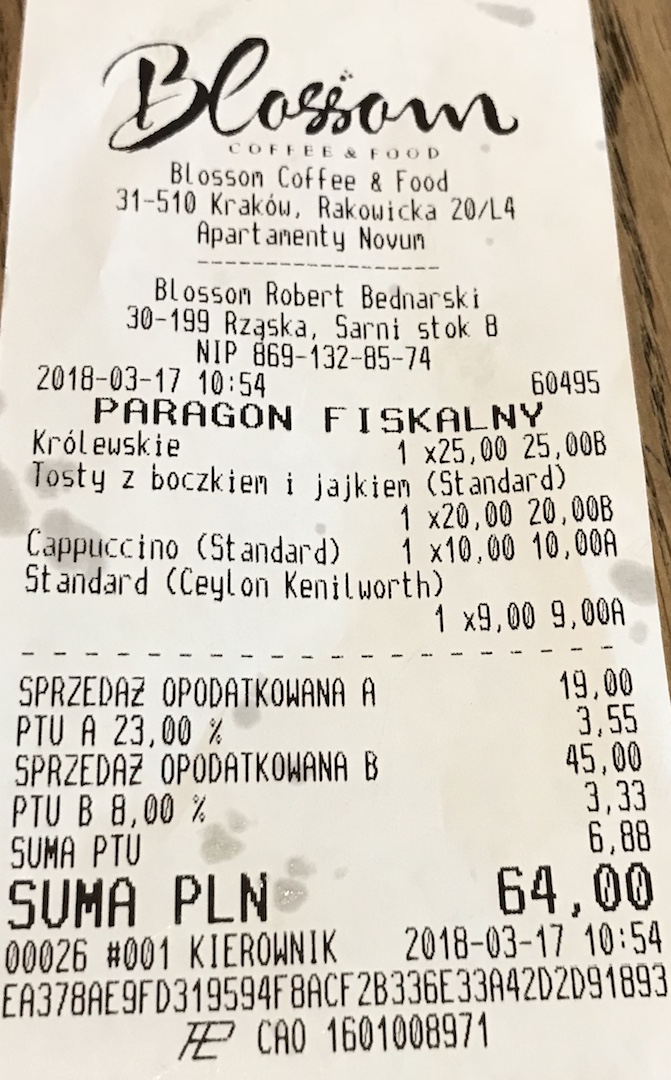 Blossom
COFFEE & FOOD
Blossom Coffee & Food
31-510 Kraków, Rakowicka 20/L4
Apartamenty Novum
Blossom Robert Bednarski
30-199 Rząska, Sarni stok 8
NIP 869-132-85-74
2018-03-17 10:54 60495
PARAGON FISKALNY
Królewskie 1 x25,00 25,00B
Tosty z boczkiem i jajkiem (Standard)
1 x20,00 20,00B
Cappuccino (Standard) 1 x10,00 10,00A
Standard (Ceylon Kenilworth)
1 x9,00 9,00A
SPRZEDAŻ OPODATKOWANA A 19,00
PTU A 23,00 % 3,55
SPRZEDAŻ OPODATKOWANA B 45,00
PTU B 8,00 % 3,33
SUMA PTU 6,88
SUMA PLN 64,00
00026 #001 KIEROWNIK 2018-03-17 10:54
EA378AE9FD319594F8ACF2B336E33A42D2D91893
CAO 1601008971